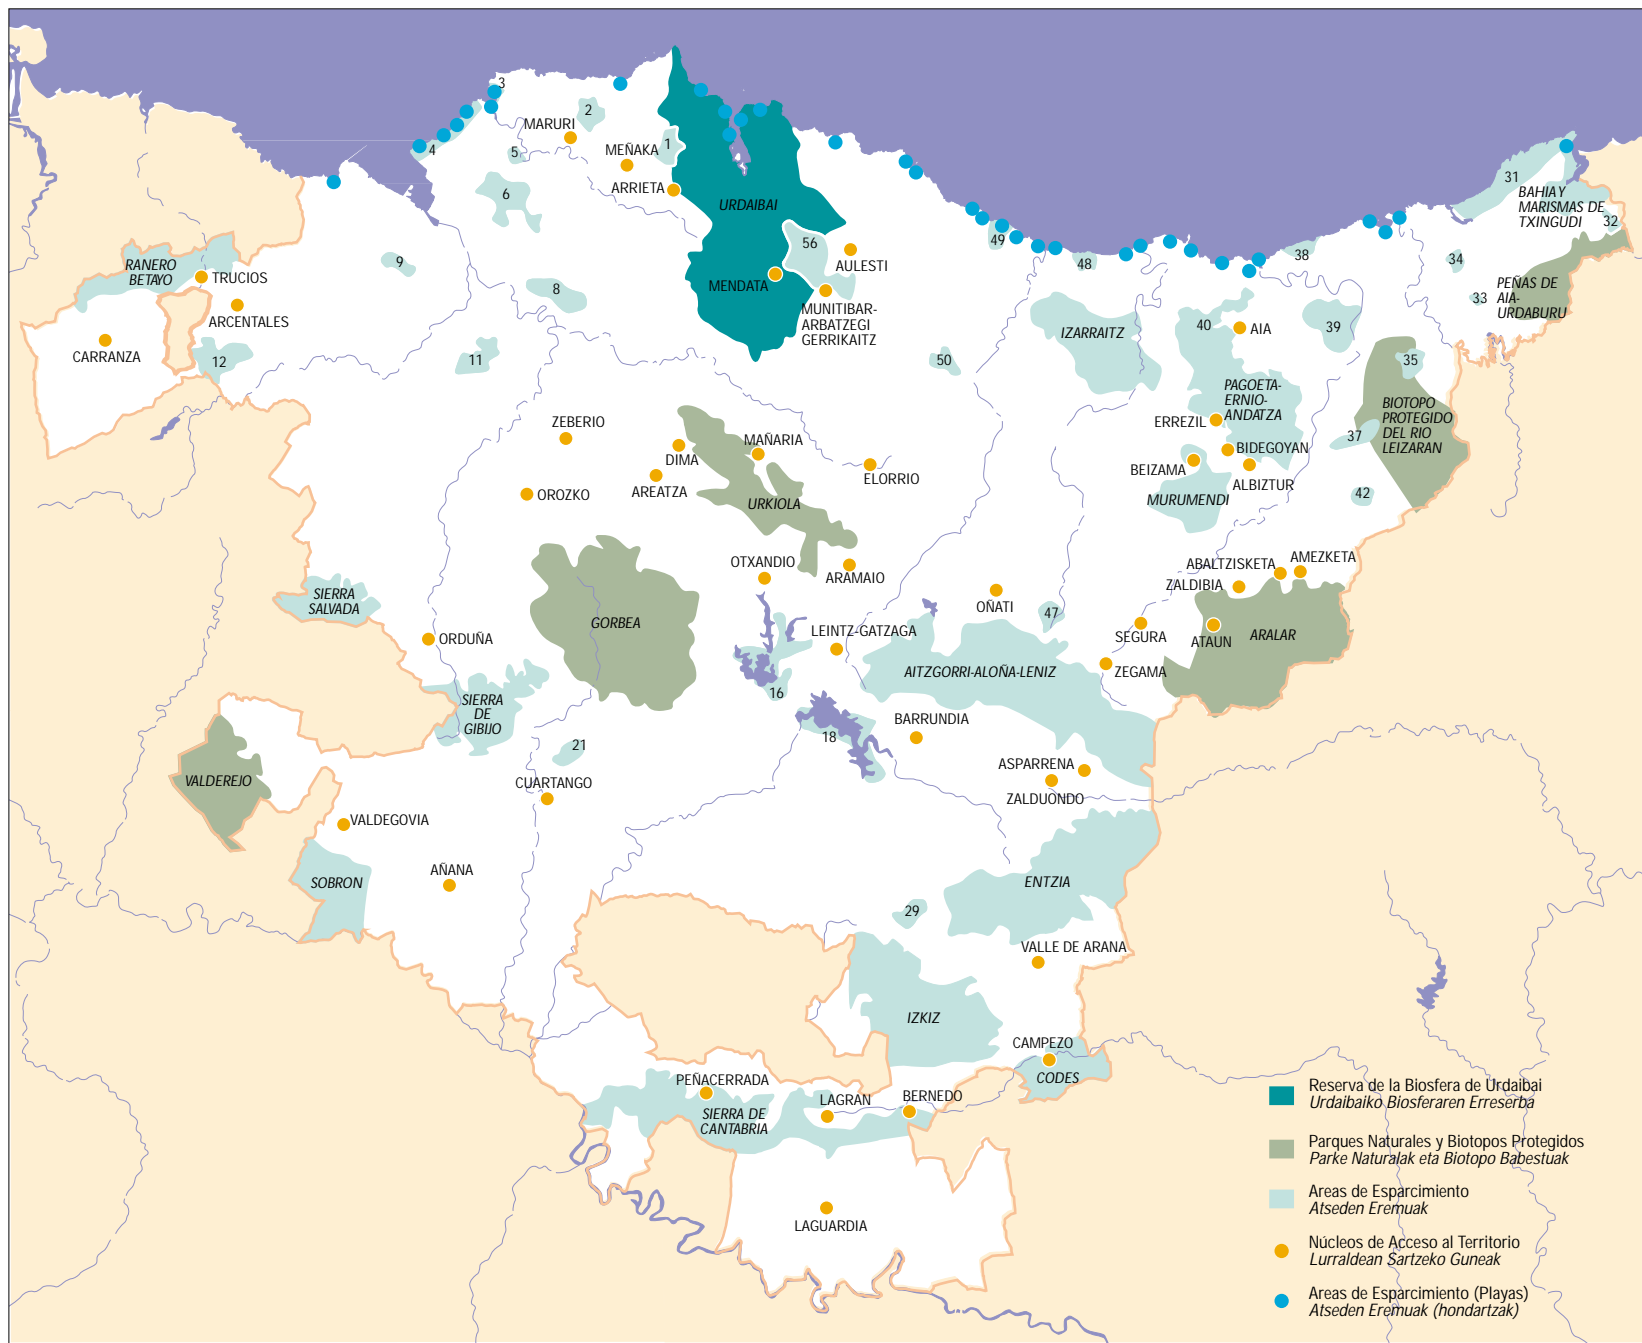 3
2
MARURI
1
4
5
MEÑAKA
31
ARRIETA
6
BAHIA Y
MARISMAS DE
TXINGUDI
URDAIBAI
32
56
49
9
RANERO
BETAYO
AULESTI
48
38
34
TRUCIOS
MENDATA
8
PEÑAS DE
AIA-
URDABURU
33
ARCENTALES
MUNITIBAR-
ARBATZEGI
GERRIKAITZ
IZARRAITZ
40
AIA
39
CARRANZA
12
11
50
35
PAGOETA-
ERNIO-
ANDATZA
BIOTOPO
PROTEGIDO
DEL RIO
LEIZARAN
ERREZIL
ZEBERIO
MAÑARIA
37
DIMA
BIDEGOYAN
BEIZAMA
ELORRIO
ALBIZTUR
AREATZA
OROZKO
URKIOLA
MURUMENDI
42
OTXANDIO
ARAMAIO
ABALTZISKETA
AMEZKETA
ZALDIBIA
SIERRA
SALVADA
OÑATI
47
GORBEA
LEINTZ-GATZAGA
SEGURA
ATAUN
ARALAR
ORDUÑA
AITZGORRI-ALOÑA-LENIZ
ZEGAMA
16
SIERRA
DE
GIBIJO
BARRUNDIA
18
21
ASPARRENA
VALDEREJO
CUARTANGO
ZALDUONDO
VALDEGOVIA
AÑANA
SOBRON
ENTZIA
29
VALLE DE ARANA
IZKIZ
CAMPEZO
CODES
PEÑACERRADA
LAGRAN
BERNEDO
SIERRA DE
CANTABRIA
LAGUARDIA
Reserva de la Biosfera de Urdaibai
Urdaibaiko Biosferaren Erreserba
Parques Naturales y Biotopos Protegidos
Parke Naturalak eta Biotopo Babestuak
Areas de Esparcimiento
Atseden Eremuak
Núcleos de Acceso al Territorio
Lurraldean Sartzeko Guneak
Areas de Esparcimiento (Playas)
Atseden Eremuak (hondartzak)